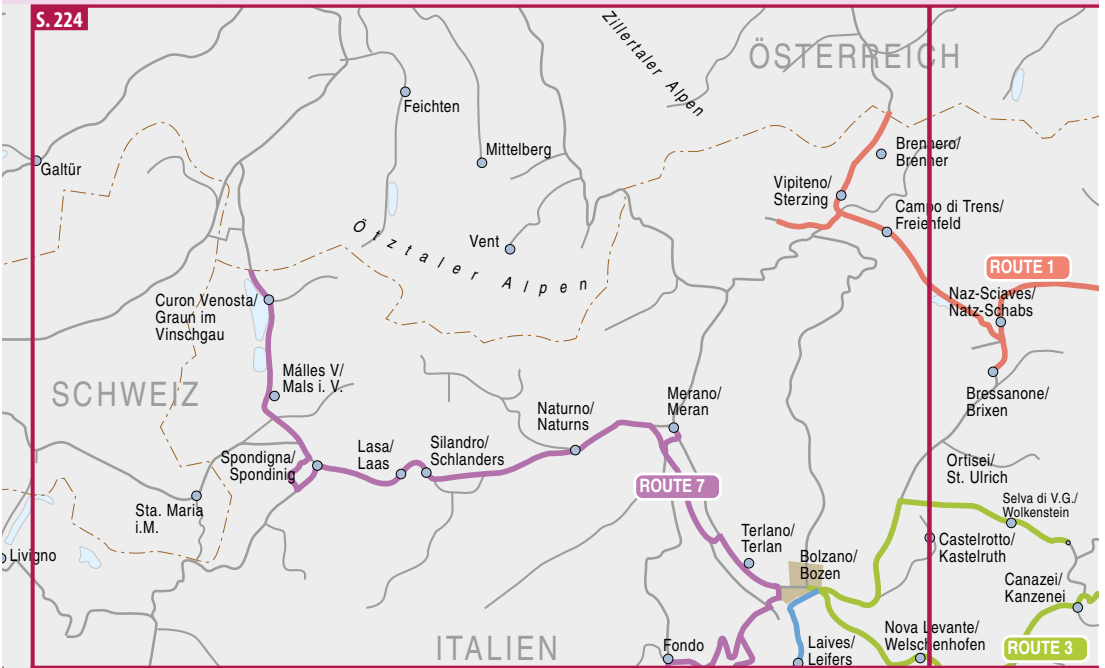 S. 224
Zillertaler Alpen
ÖSTERREICH
Feichten
Mittelberg
Galtür
Brennero/
Brenner
Vipiteno/
Sterzing
Campo di Trens/
Freienfeld
Vent
Ötztaler Alpen
ROUTE 1
Curon Venosta/
Graun im
Vinschgau
Naz-Sciaves/
Natz-Schabs
Málles V/
Mals i. V.
SCHWEIZ
Merano/
Meran
Bressanone/
Brixen
Naturno/
Naturns
Spondigna/
Spondinig
Lasa/
Laas
Silandro/
Schlanders
Ortisei/
St. Ulrich
ROUTE 7
Sta. Maria
i.M.
Selva di V.G./
Wolkenstein
Terlano/
Terlan
Castelrotto/
Kastelruth
Livigno
Bolzano/
Bozen
Canazei/
Kanzenei
ITALIEN
Fondo
Laives/
Leifers
Nova Levante/
Welschenhofen
ROUTE 3